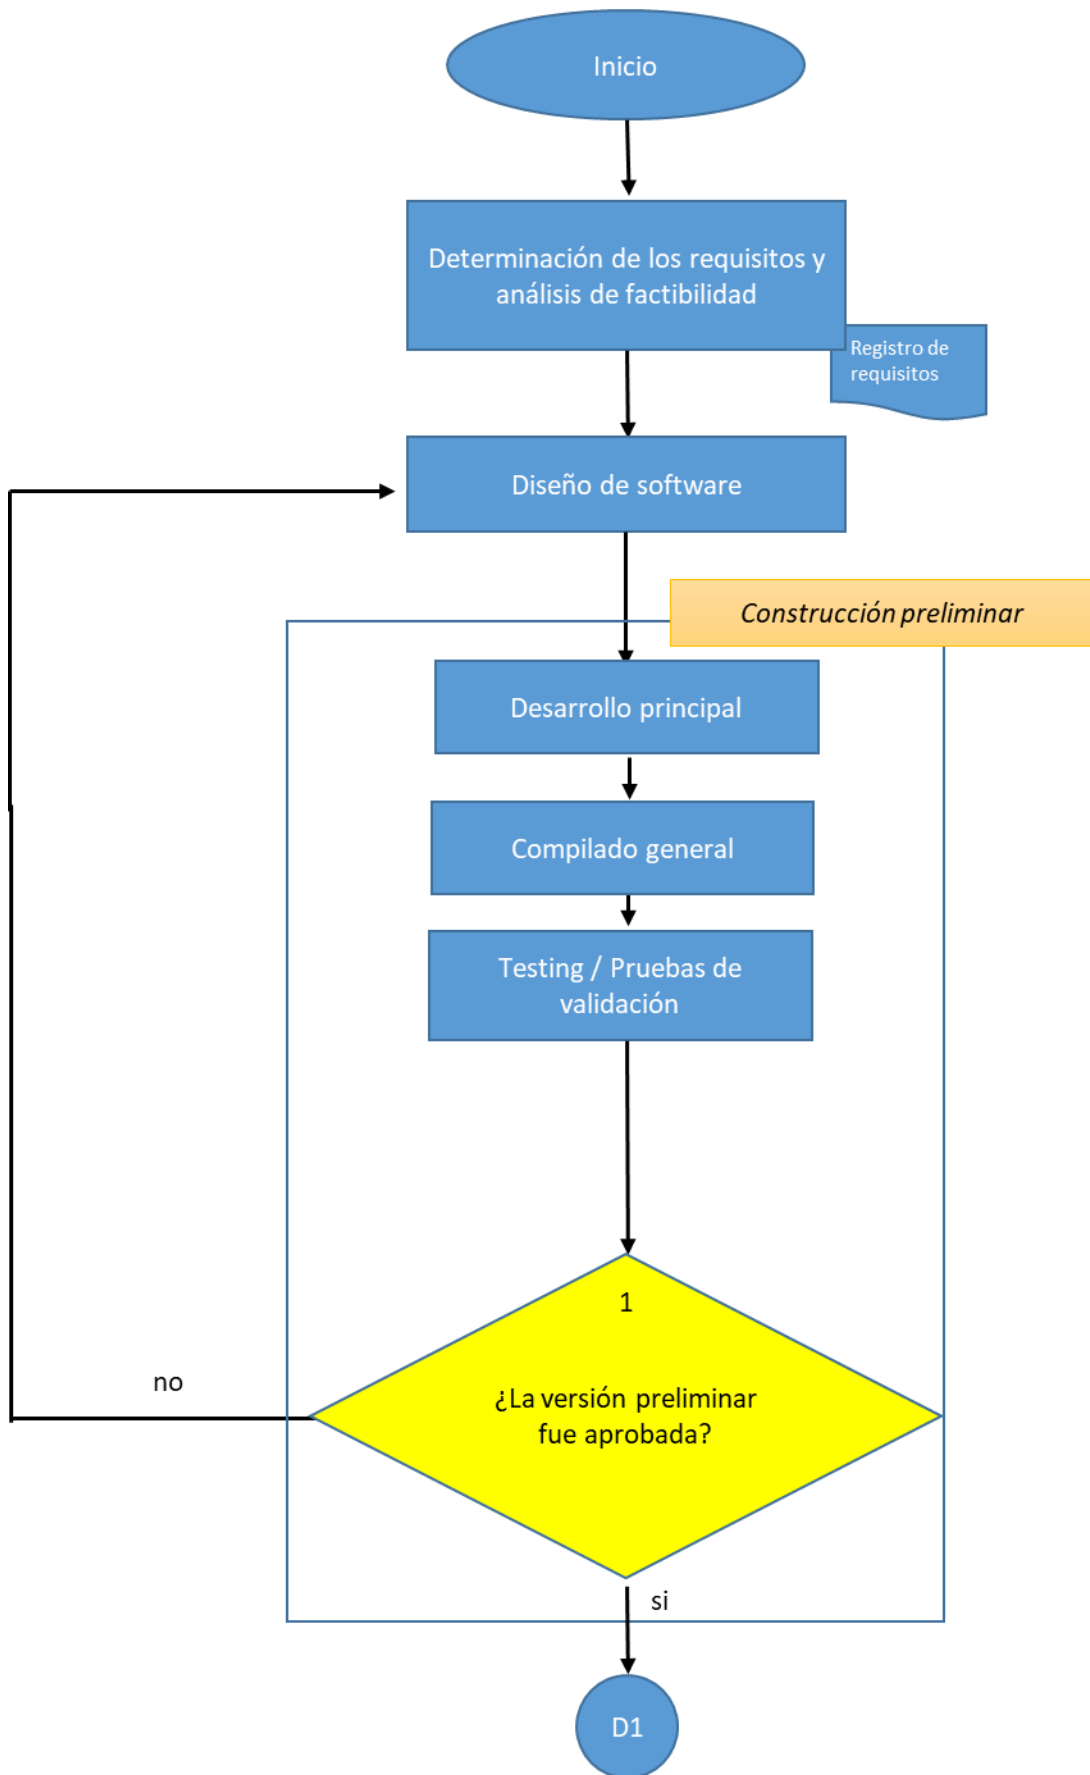 Inicio
Determinación de los requisitos y
análisis de factibilidad
Registro de
requisitos
Diseño de software
Construcción preliminar
Desarrollo principal
Compilado general
Testing / Pruebas de
validación
1
¿La versión preliminar
fue aprobada?
no
si
D1